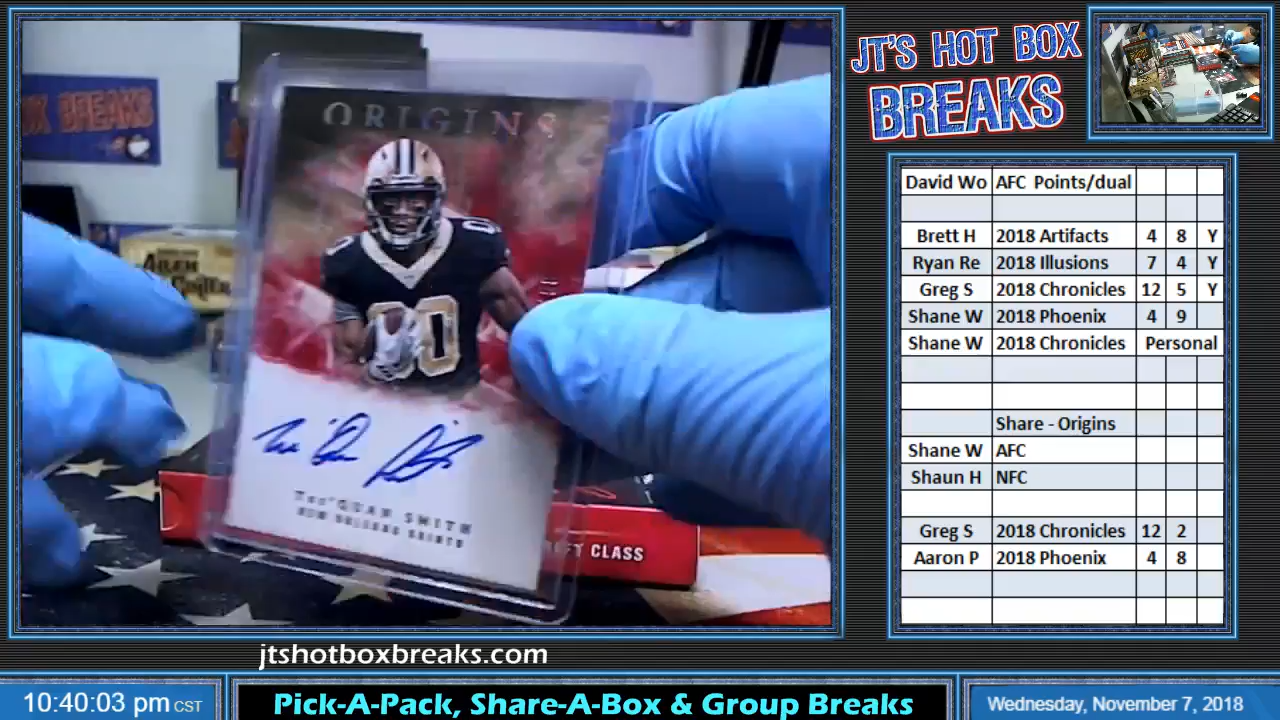 K BREAKS
ORIGINS
Tre'Quan Smith
TRE'QUAN SMITH
NEW ORLEANS SAINTS
CLASS
JT'S HOT BOX
BREAKS
David Wo AFC Points/dual
Brett H 2018 Artifacts 4 8 Y
Ryan Re 2018 Illusions 7 4 Y
Greg S 2018 Chronicles 12 5 Y
Shane W 2018 Phoenix 4 9
Shane W 2018 Chronicles Personal
Share - Origins
Shane W AFC
Shaun H NFC
Greg S 2018 Chronicles 12 2
Aaron P 2018 Phoenix 4 8
jtshotboxbreaks.com
10:40:03 pm CST
Pick-A-Pack, Share-A-Box & Group Breaks
Wednesday, November 7, 2018